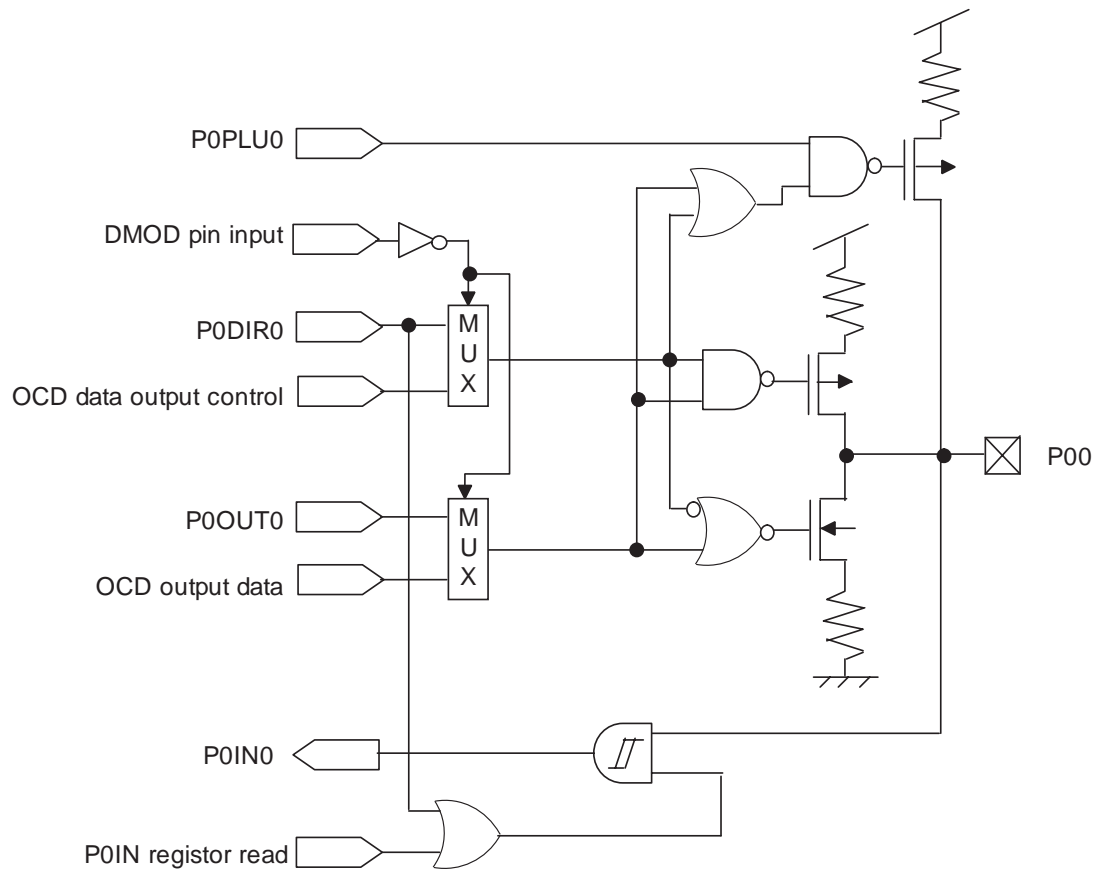 P0PLU0
DMOD pin input
P0DIR0
M
U
X
OCD data output control
P00
P0OUT0
M
U
X
OCD output data
P0IN0
P0IN registor read